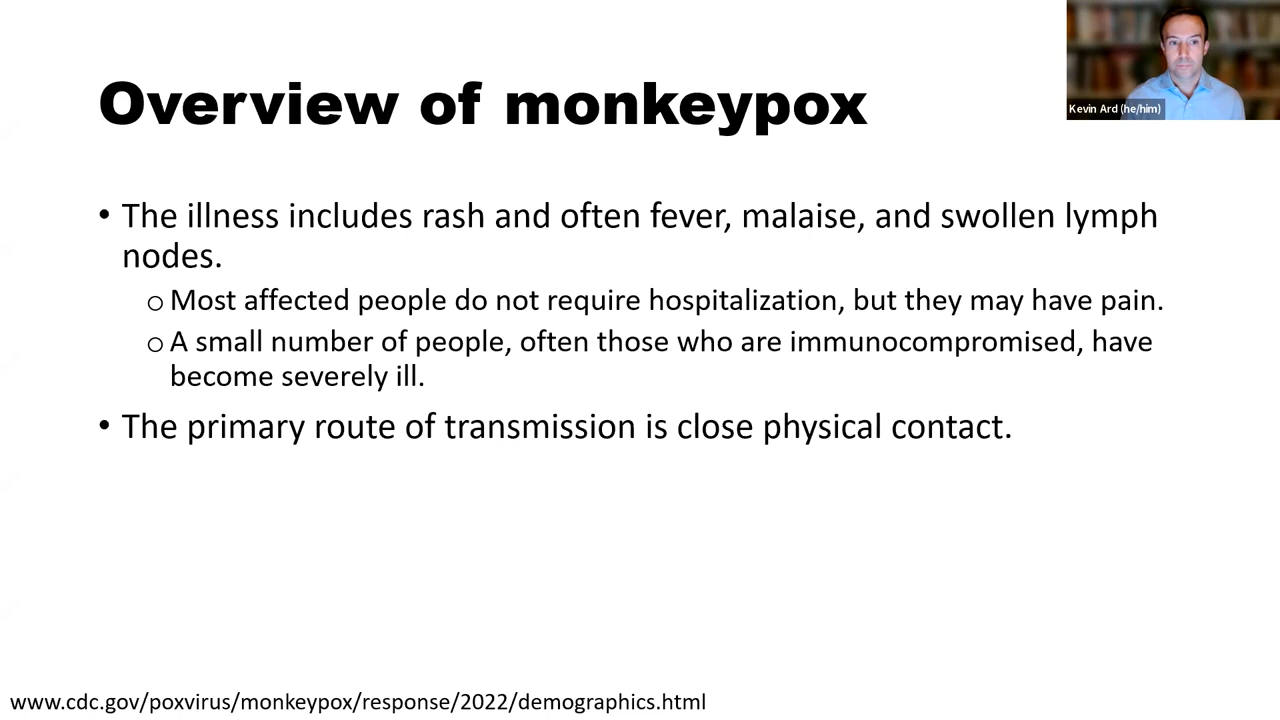 Overview of monkeypox
Kevin Ard (he/him)
• The illness includes rash and often fever, malaise, and swollen lymph
nodes.
o Most affected people do not require hospitalization, but they may have pain.
o A small number of people, often those who are immunocompromised, have
become severely ill.
• The primary route of transmission is close physical contact.
www.cdc.gov/poxvirus/monkeypox/response/2022/demographics.html